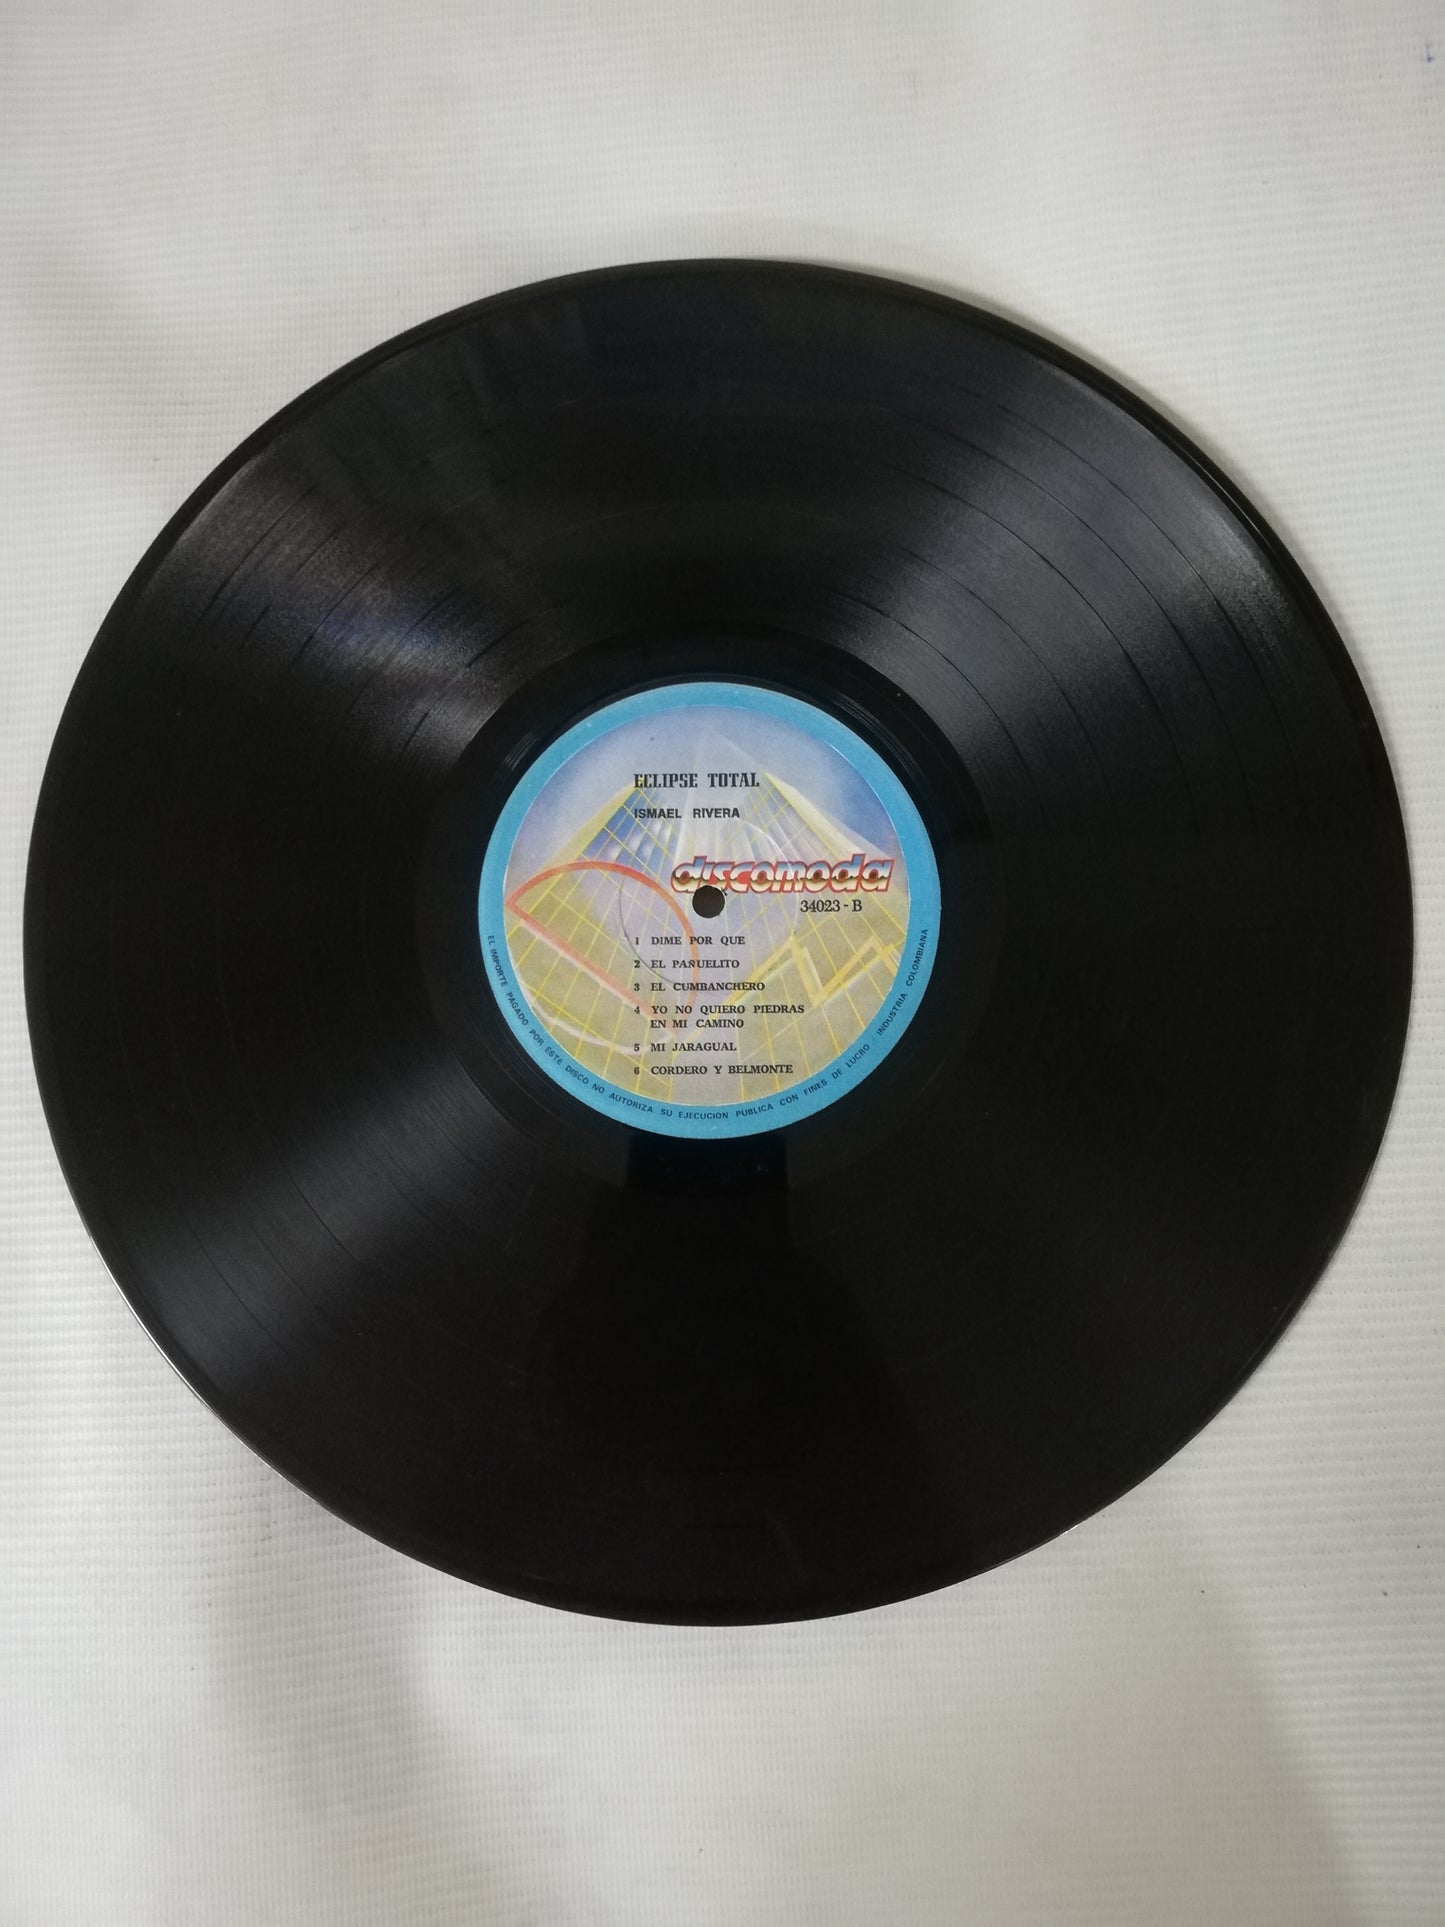 ECLIPSE TOTAL
ISMAEL RIVERA
discomoda
34023 - B
1 DIME POR QUE
2 EL PAÑUELITO
3 EL CUMBANCHERO
4 YO NO QUIERO PIEDRAS
EN MI CAMINO
5 MI JARAGUAL
6 CORDERO Y BELMONTE
EL IMPORTE PAGADO POR ESTE DISCO NO AUTORIZA SU EJECUCION PUBLICA CON FINES DE LUCRO - INDUSTRIA COLOMBIANA